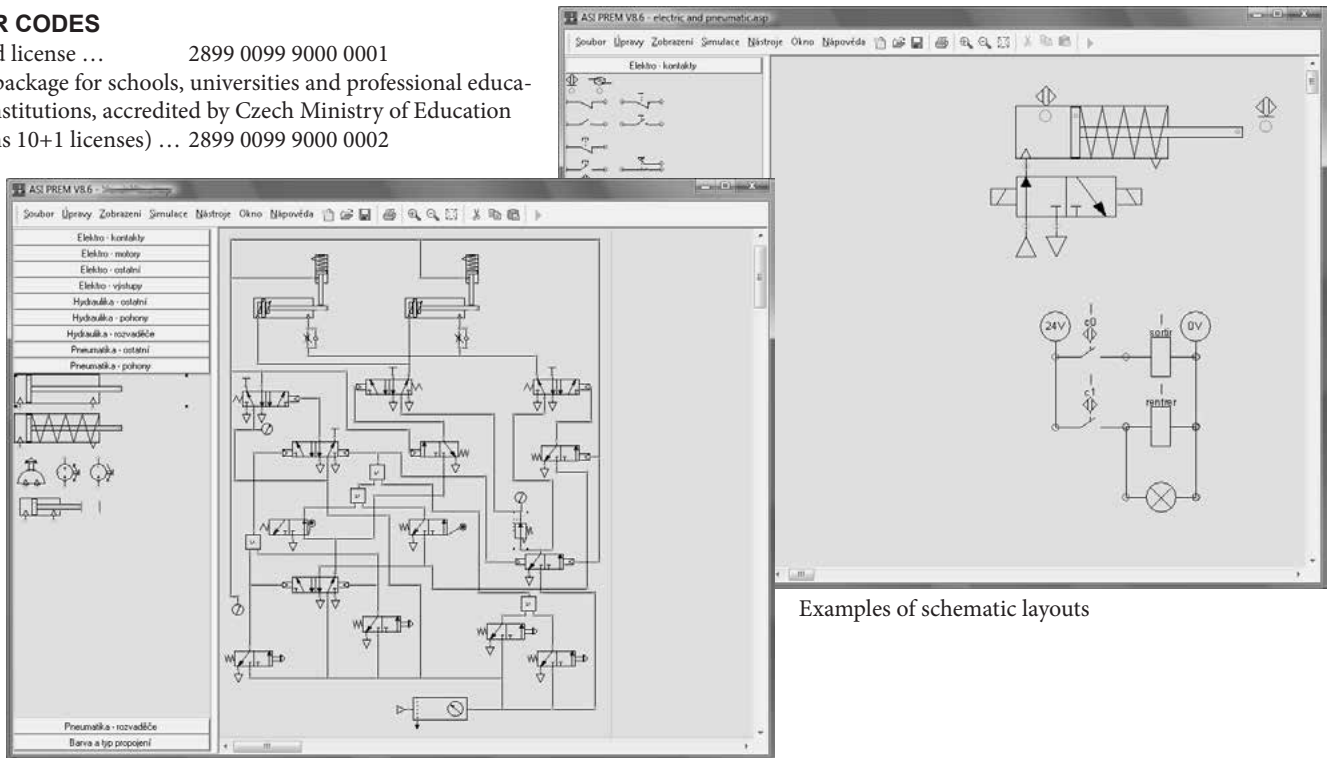 R CODES
d license … 2899 0099 9000 0001
package for schools, universities and professional educa-
nstitutions, accredited by Czech Ministry of Education
ns 10+1 licenses) … 2899 0099 9000 0002
ASI PREM V8.6 - electric and pneumatic.asp
Soubor Úpravy Zobrazení Simulace Nástroje Okno Nápověda
Elektro - kontakty
24V
e0
sortir
0V
c1
rentrer
ASI PREM V8.6 -
Soubor Úpravy Zobrazení Simulace Nástroje Okno Nápověda
Elektro - kontakty
Elektro - motory
Elektro - ostatní
Elektro - výstupy
Hydraulika - ostatní
Hydraulika - pohony
Hydraulika - rozvaděče
Pneumatika - ostatní
Pneumatika - pohony
Pneumatika - rozvaděče
Barva a typ propojení
Examples of schematic layouts